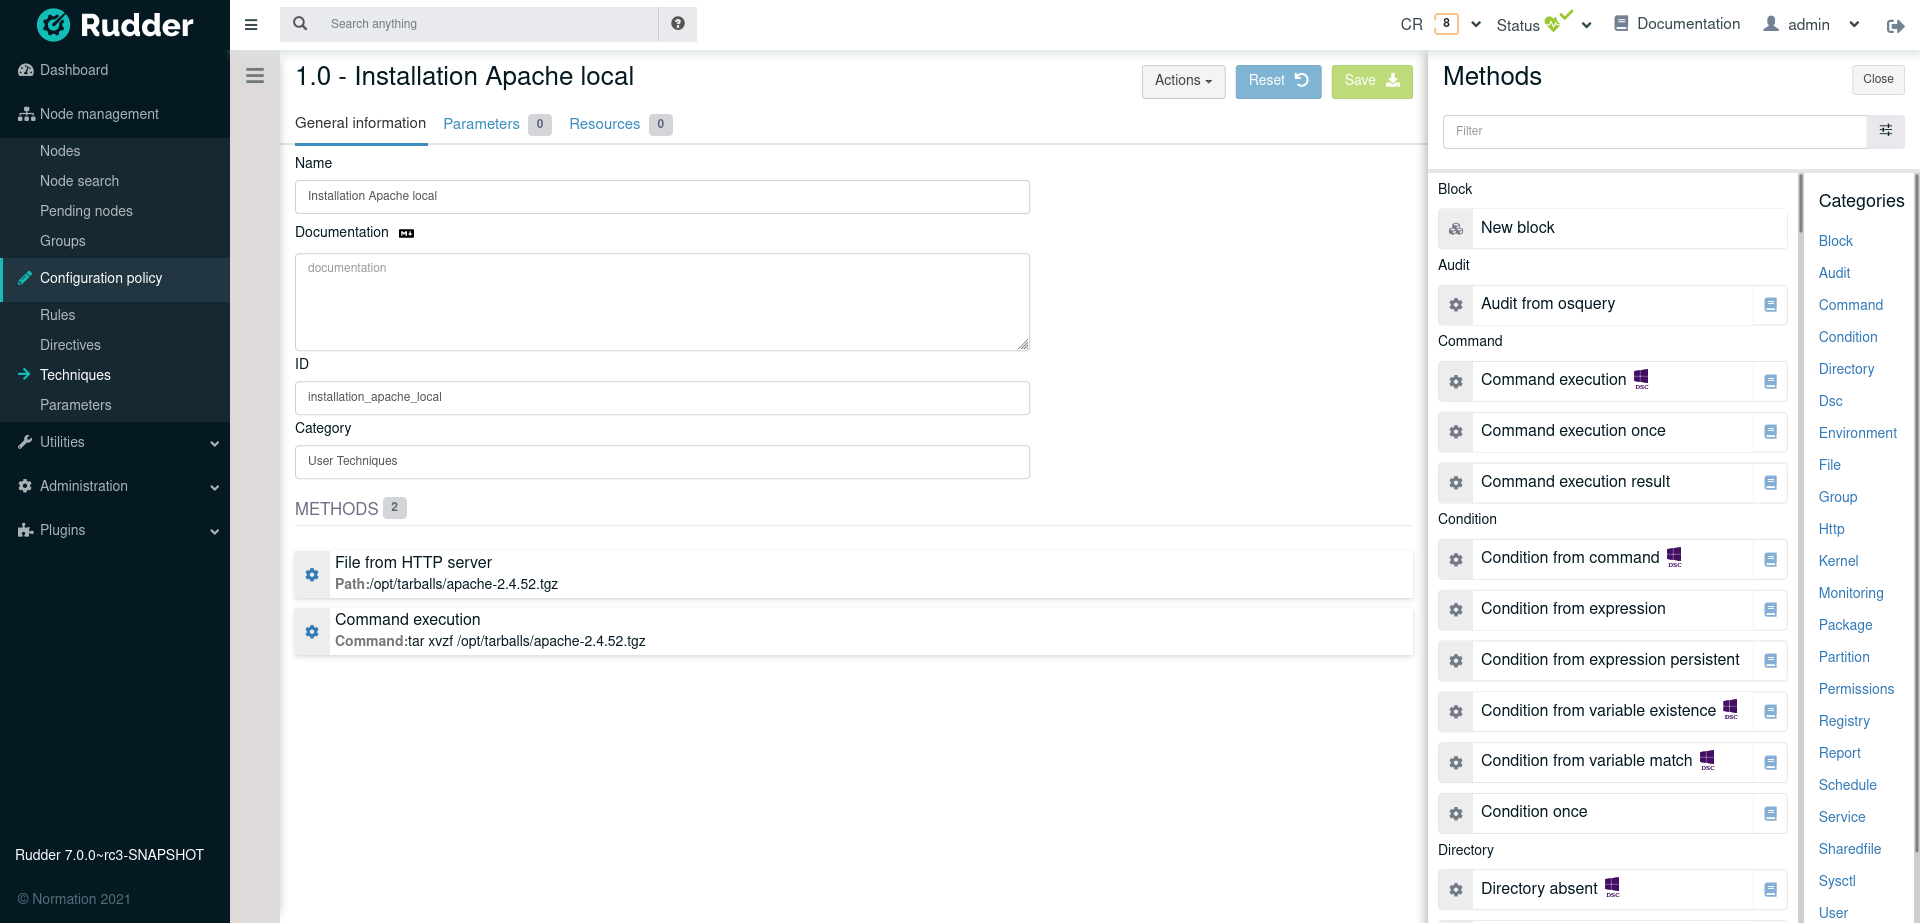 Rudder
Search anything
CR 8
Status
Documentation
admin
Dashboard
Node management
Nodes
Node search
Pending nodes
Groups
Configuration policy
Rules
Directives
Techniques
Parameters
Utilities
Administration
Plugins
Rudder 7.0.0~rc3-SNAPSHOT
© Normation 2021
1.0 - Installation Apache local
Actions
Reset
Save
General information
Parameters 0
Resources 0
Name
Installation Apache local
Documentation
documentation
ID
installation_apache_local
Category
User Techniques
METHODS 2
File from HTTP server
Path:/opt/tarballs/apache-2.4.52.tgz
Command execution
Command:tar xvzf /opt/tarballs/apache-2.4.52.tgz
Methods
Close
Filter
Block
New block
Audit
Audit from osquery
Command
Command execution DSC
Command execution once
Command execution result
Condition
Condition from command DSC
Condition from expression
Condition from expression persistent
Condition from variable existence DSC
Condition from variable match DSC
Condition once
Directory
Directory absent DSC
Categories
Block
Audit
Command
Condition
Directory
Dsc
Environment
File
Group
Http
Kernel
Monitoring
Package
Partition
Permissions
Registry
Report
Schedule
Service
Sharedfile
Sysctl
User